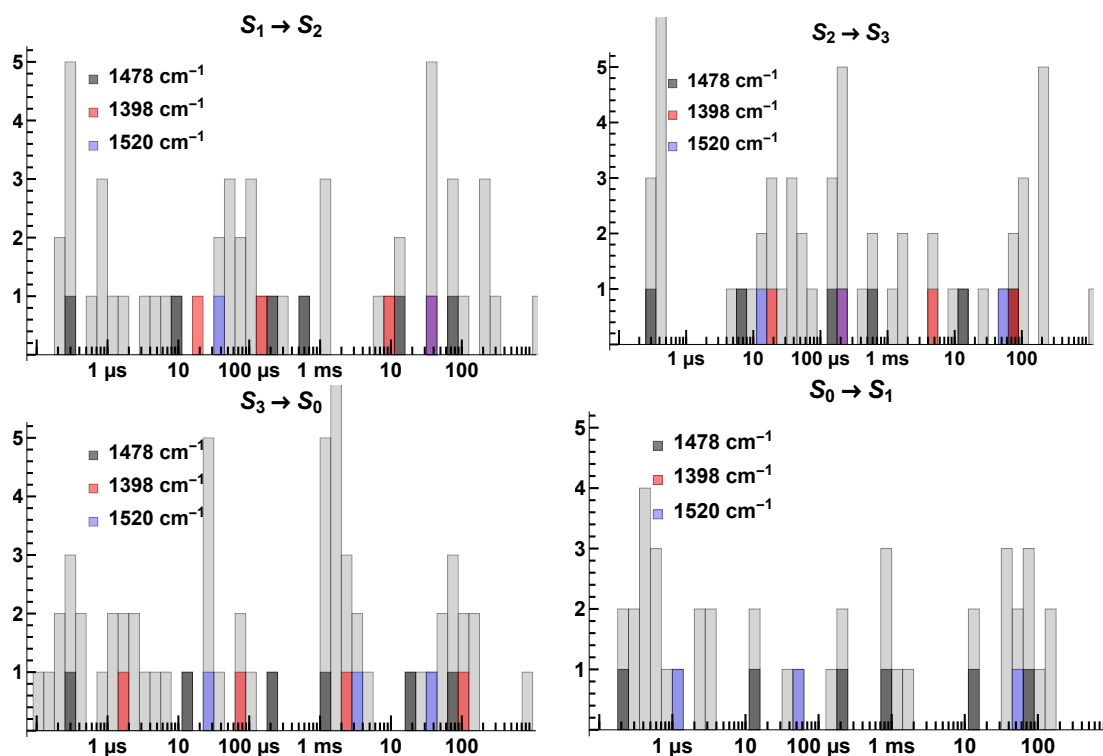 S₁ → S₂
5
4
3
2
1
1478 cm⁻¹
1398 cm⁻¹
1520 cm⁻¹
1 μs 10 100 μs 1 ms 10 100
S₂ → S₃
5
4
3
2
1
1478 cm⁻¹
1398 cm⁻¹
1520 cm⁻¹
1 μs 10 100 μs 1 ms 10 100
S₃ → S₀
5
4
3
2
1
1478 cm⁻¹
1398 cm⁻¹
1520 cm⁻¹
1 μs 10 100 μs 1 ms 10 100
S₀ → S₁
5
4
3
2
1
1478 cm⁻¹
1398 cm⁻¹
1520 cm⁻¹
1 μs 10 100 μs 1 ms 10 100